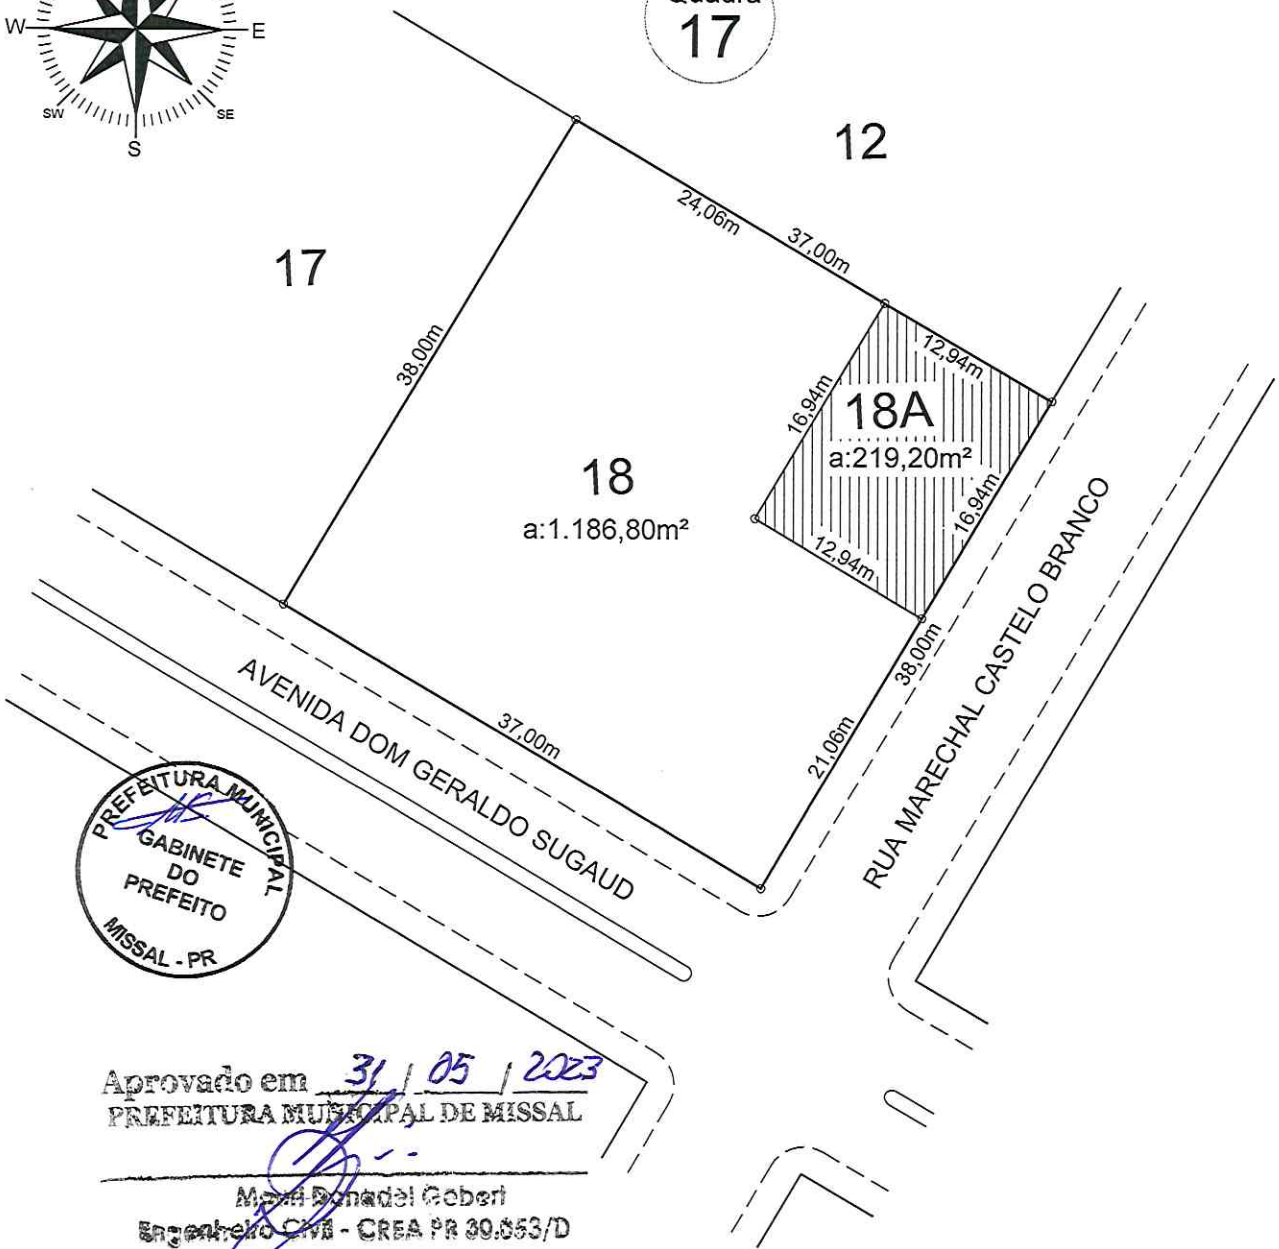 Quadra
17
W
E
SW
SE
S
12
24,06m
37,00m
17
38,00m
12,94m
16,94m
18A
a:219,20m²
16,94m
12,94m
18
a:1.186,80m²
38,00m
21,06m
37,00m
AVENIDA DOM GERALDO SUGAUD
RUA MARECHAL CASTELO BRANCO
PREFEITURA MUNICIPAL
GABINETE
DO
PREFEITO
MISSAL - PR
Aprovado em 31 / 05 / 2023
PREFEITURA MUNICIPAL DE MISSAL
Donadel Gobert
Engenheiro Civil - CREA PR 30.653/D